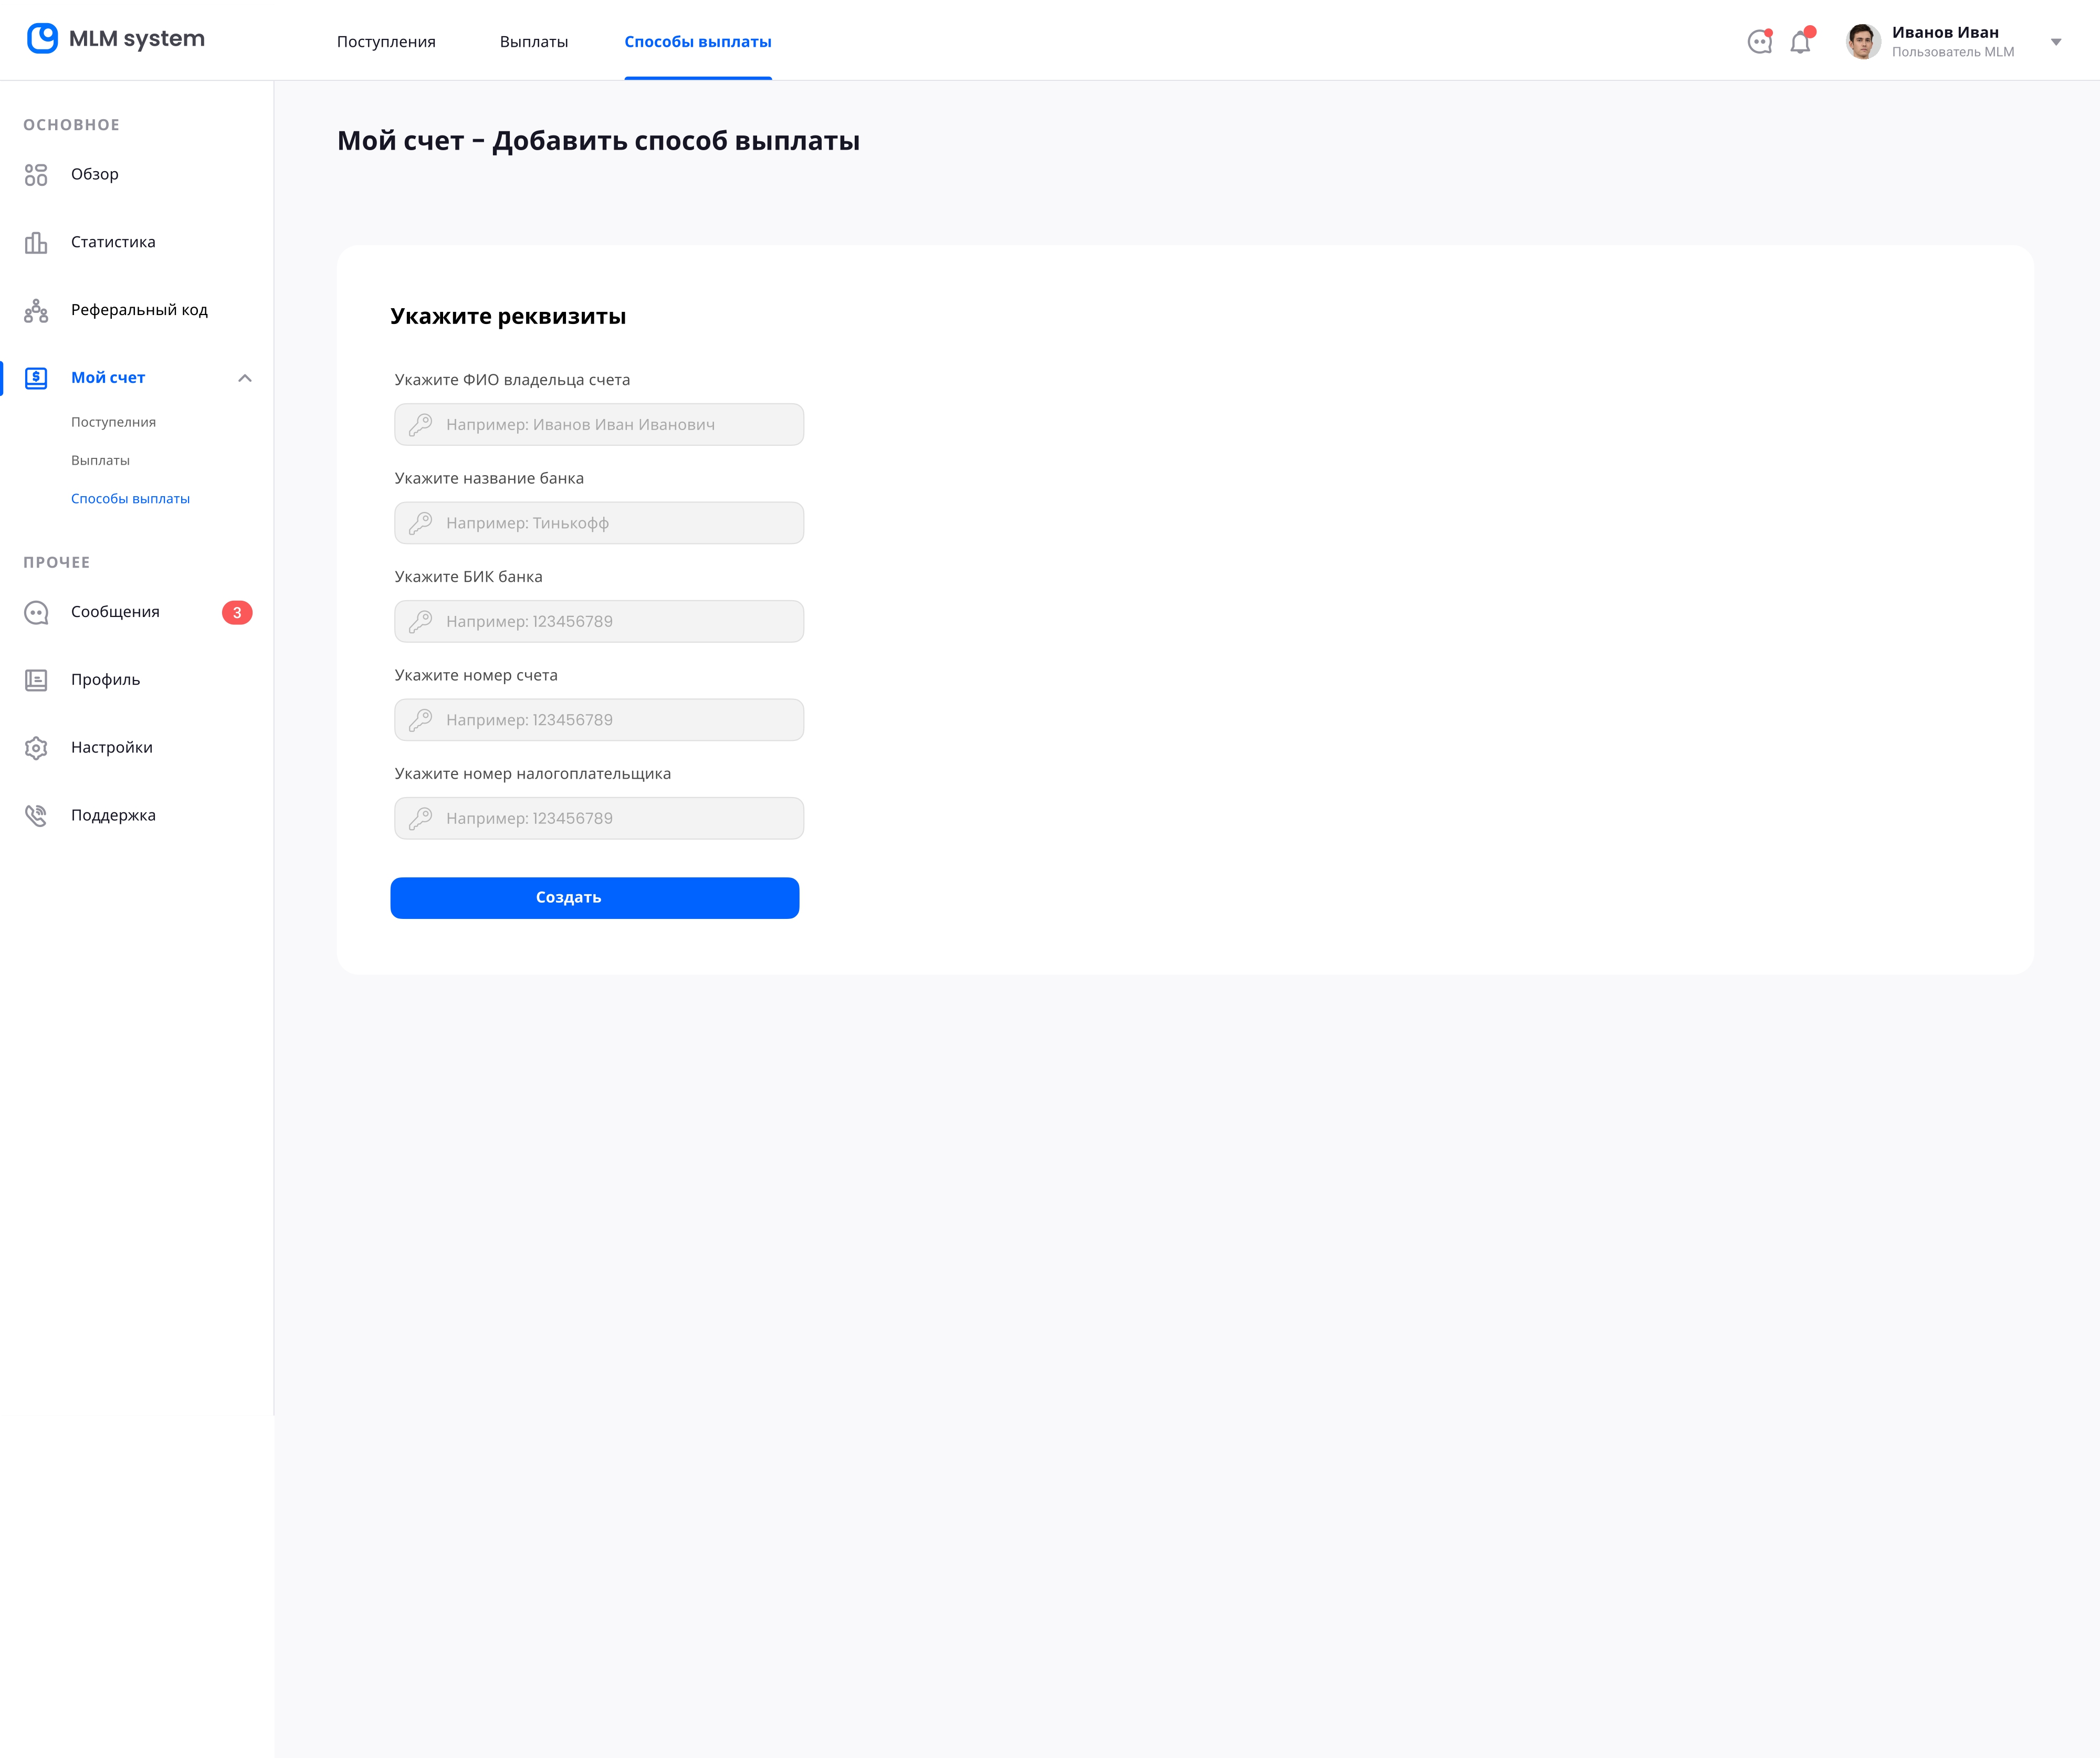 MLM system
Поступления
Выплаты
Способы выплаты
Иванов Иван
Пользователь MLM
ОСНОВНОЕ
Обзор
Статистика
Реферальный код
Мой счет
Поступелния
Выплаты
Способы выплаты
ПРОЧЕЕ
Сообщения 3
Профиль
Настройки
Поддержка
Мой счет – Добавить способ выплаты
Укажите реквизиты
Укажите ФИО владельца счета
Например: Иванов Иван Иванович
Укажите название банка
Например: Тинькофф
Укажите БИК банка
Например: 123456789
Укажите номер счета
Например: 123456789
Укажите номер налогоплательщика
Например: 123456789
Создать